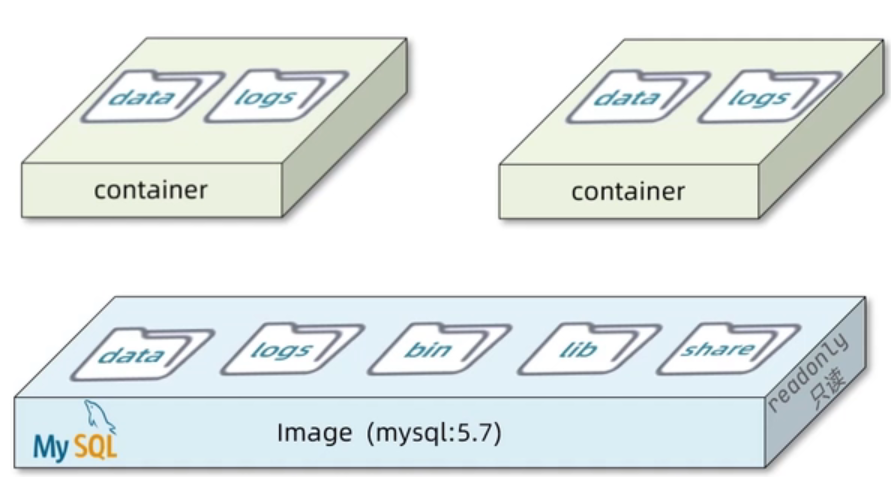 data logs
data logs
container
container
data logs bin lib share
readonly
只读
MySQL
Image (mysql:5.7)